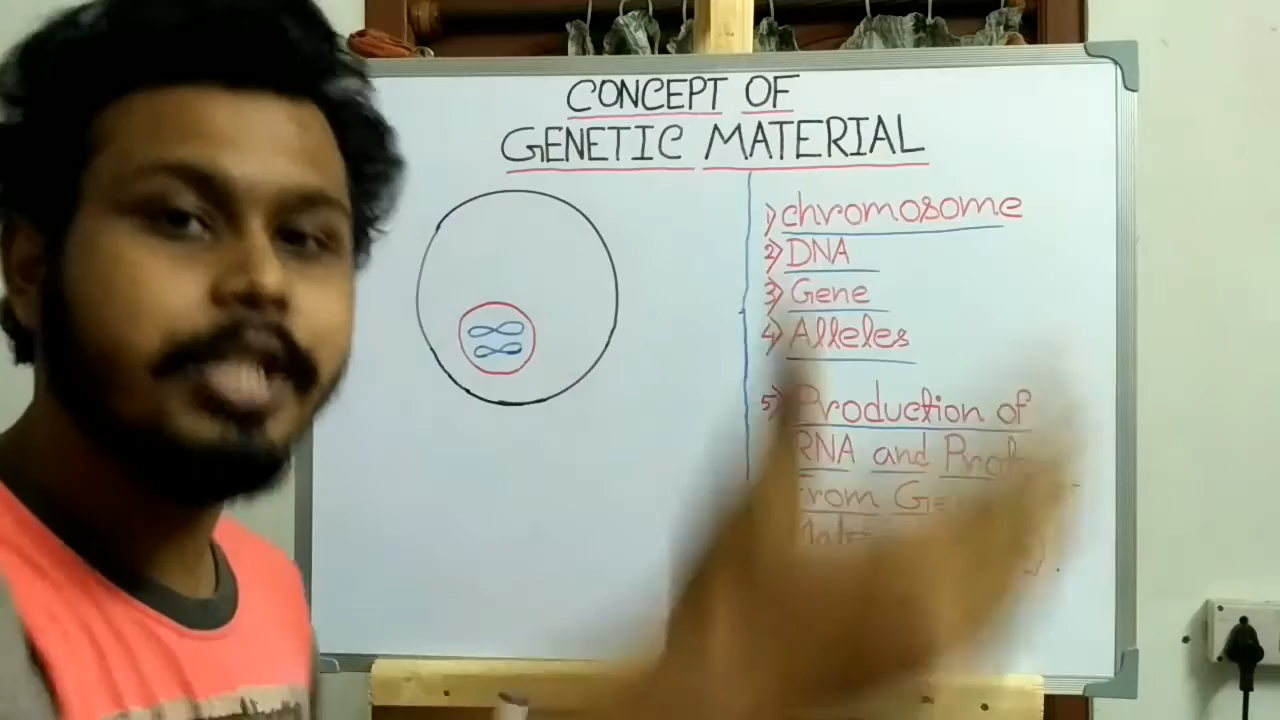 CONCEPT OF
GENETIC MATERIAL
1) chromosome
2) DNA
3) Gene
4) Alleles
5) Production of
RNA and